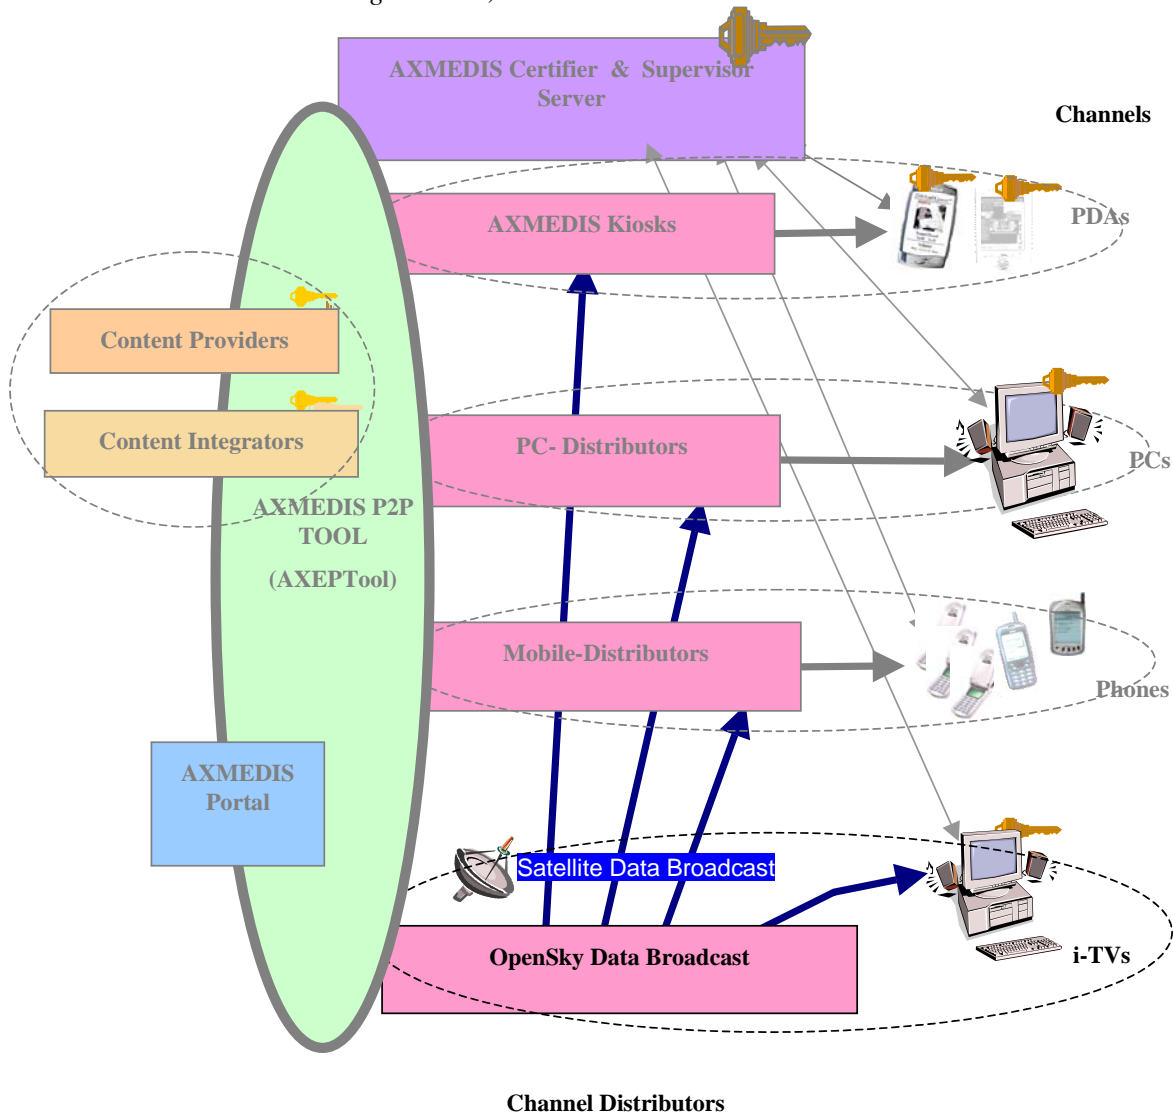 AXMEDIS Certifier & Supervisor
Server
Channels
AXMEDIS Kiosks
PDAs
Content Providers
Content Integrators
PC- Distributors
PCs
AXMEDIS P2P
TOOL
(AXEPTool)
Mobile-Distributors
Phones
AXMEDIS
Portal
Satellite Data Broadcast
OpenSky Data Broadcast
i-TVs
Channel Distributors